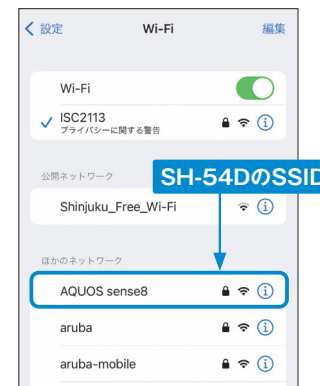 設定
Wi-Fi
編集
Wi-Fi
ISC2113
プライバシーに関する警告
公開ネットワーク
SH-54DのSSID
Shinjuku_Free_Wi-Fi
ほかのネットワーク
AQUOS sense8
aruba
aruba-mobile